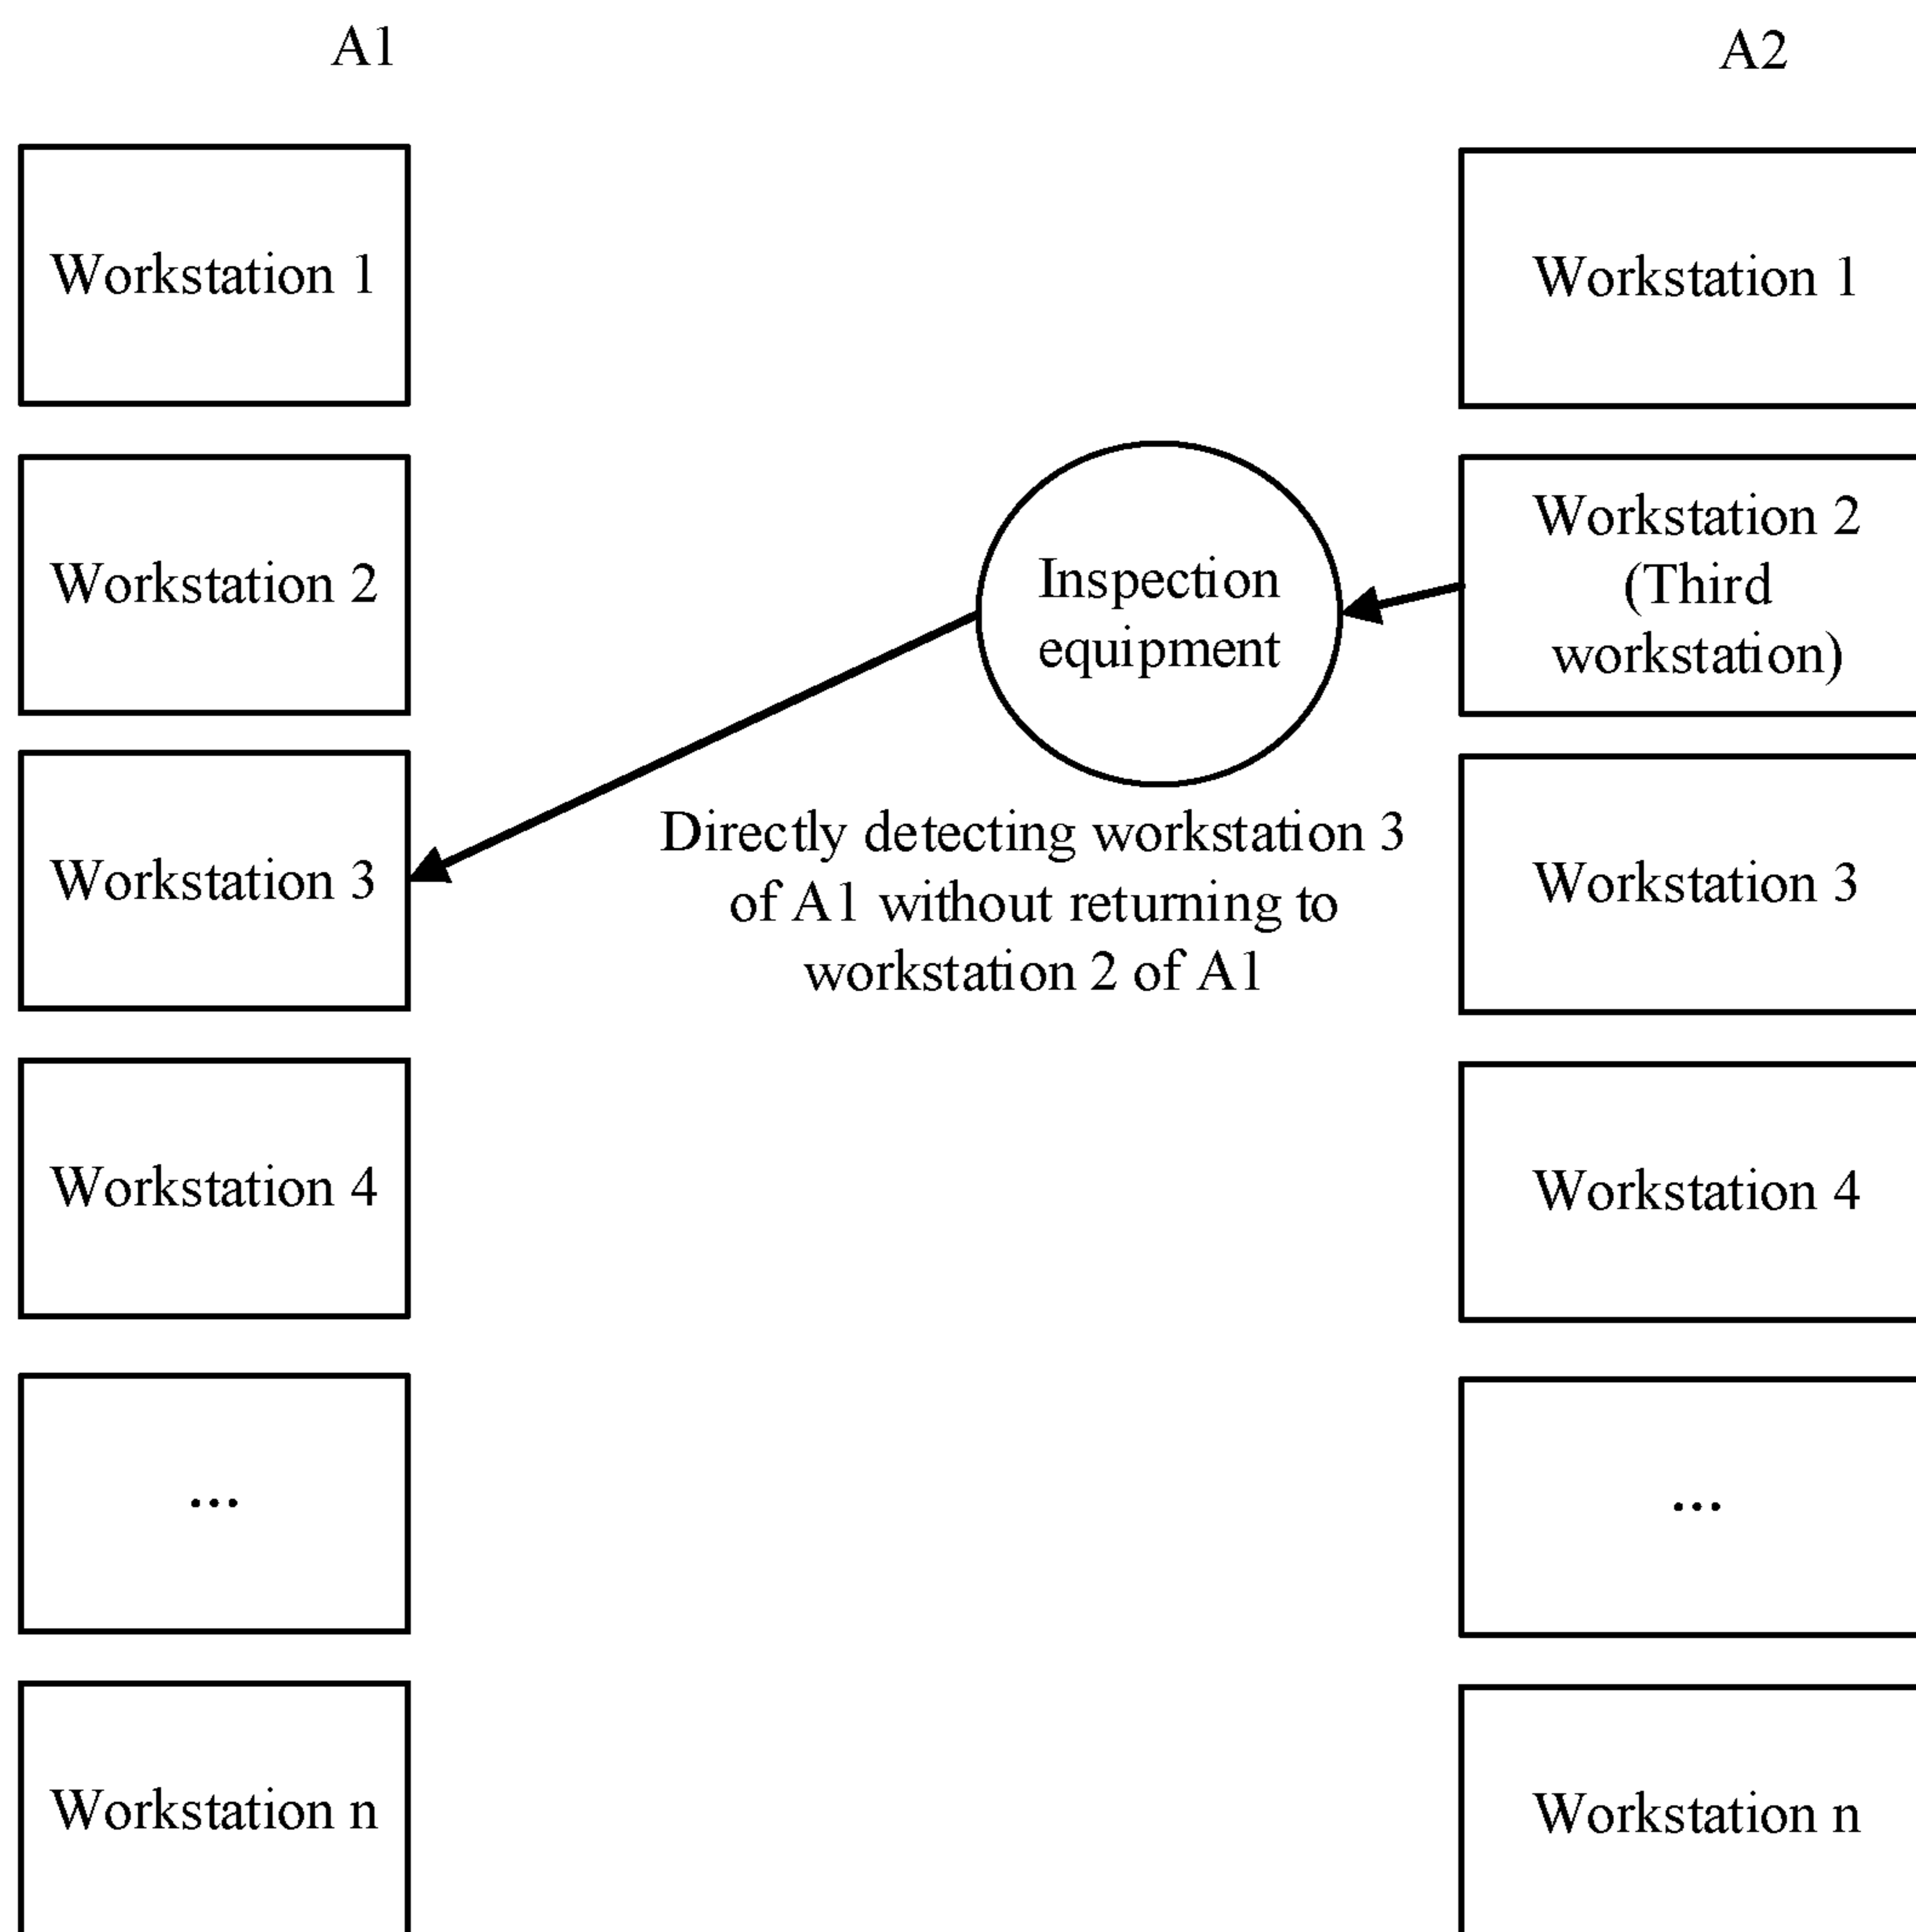 A1
A2
Workstation 1
Workstation 1
Workstation 2
Inspection
equipment
Workstation 2
(Third
workstation)
Workstation 3
Directly detecting workstation 3
of A1 without returning to
workstation 2 of A1
Workstation 3
Workstation 4
Workstation 4
...
...
Workstation n
Workstation n